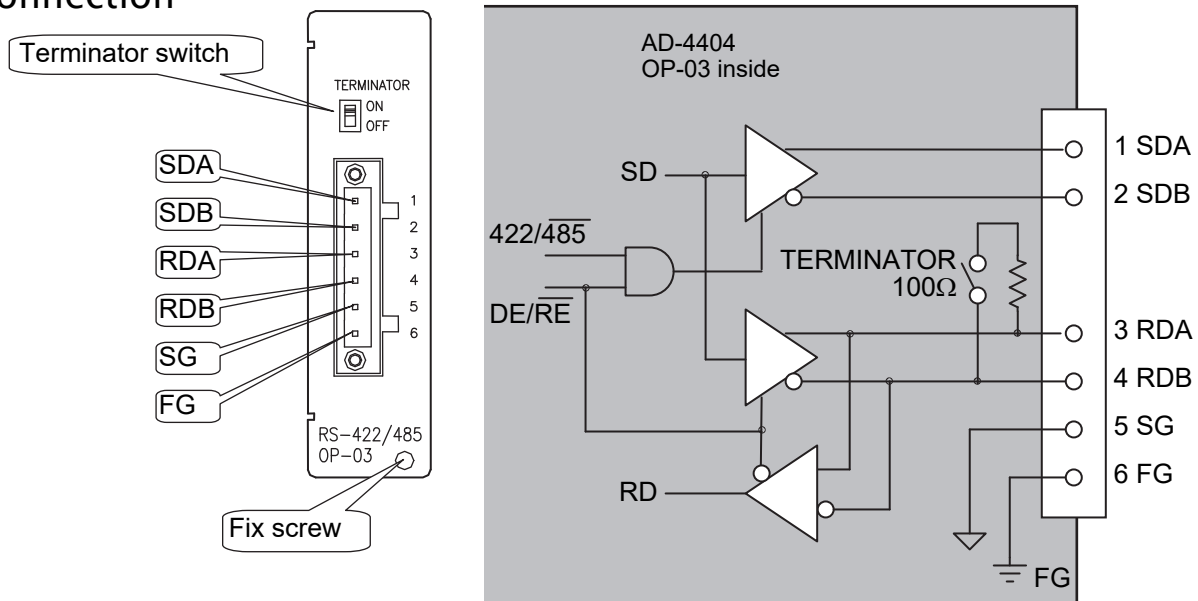 Terminator switch
TERMINATOR
ON
OFF
SDA
SDB
RDA
RDB
SG
FG
1
2
3
4
5
6
RS-422/485
OP-03
Fix screw
AD-4404
OP-03 inside
SD
422/485
DE/RE
TERMINATOR
100Ω
RD
1 SDA
2 SDB
3 RDA
4 RDB
5 SG
6 FG
FG